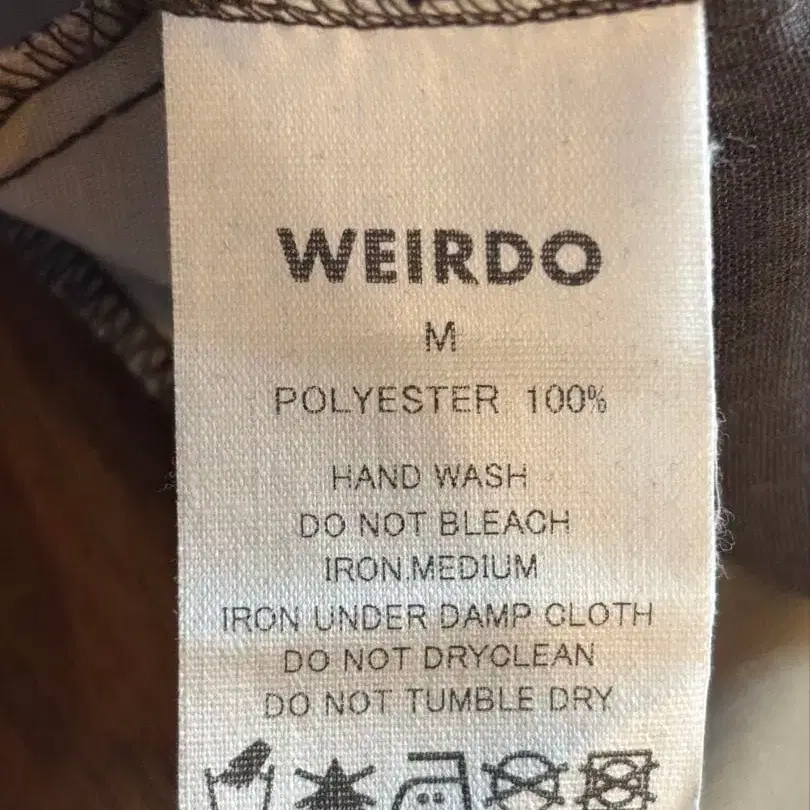 WEIRDO
M
POLYESTER 100%
HAND WASH
DO NOT BLEACH
IRON MEDIUM
IRON UNDER DAMP CLOTH
DO NOT DRYCLEAN
DO NOT TUMBLE DRY